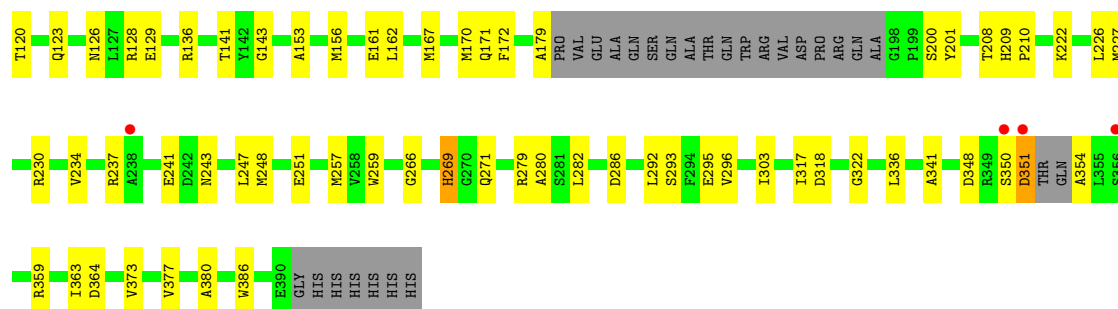 T120 Q123 N126 L127 R128 E129 R136 T141 Y142 G143 A153 M156 E161 L162 M167 M170 Q171 F172 A179 PRO VAL GLU ALA GLN SER GLN ALA THR GLN TRP ARG VAL ASP PRO ARG GLN ALA G198 P199 S200 Y201 T208 H209 P210 K222 L226 M227
R230 V234 R237 A238 E241 D242 N243 L247 M248 E251 M257 V258 W259 G266 H269 G270 Q271 R279 A280 S281 L282 D286 L292 S293 F294 E295 V296 I303 I317 D318 G322 L336 A341 D348 R349 S350 D351 THR GLN A354 L355 S356
R359 I363 D364 V373 V377 A380 W386 E390 GLY HIS HIS HIS HIS HIS HIS